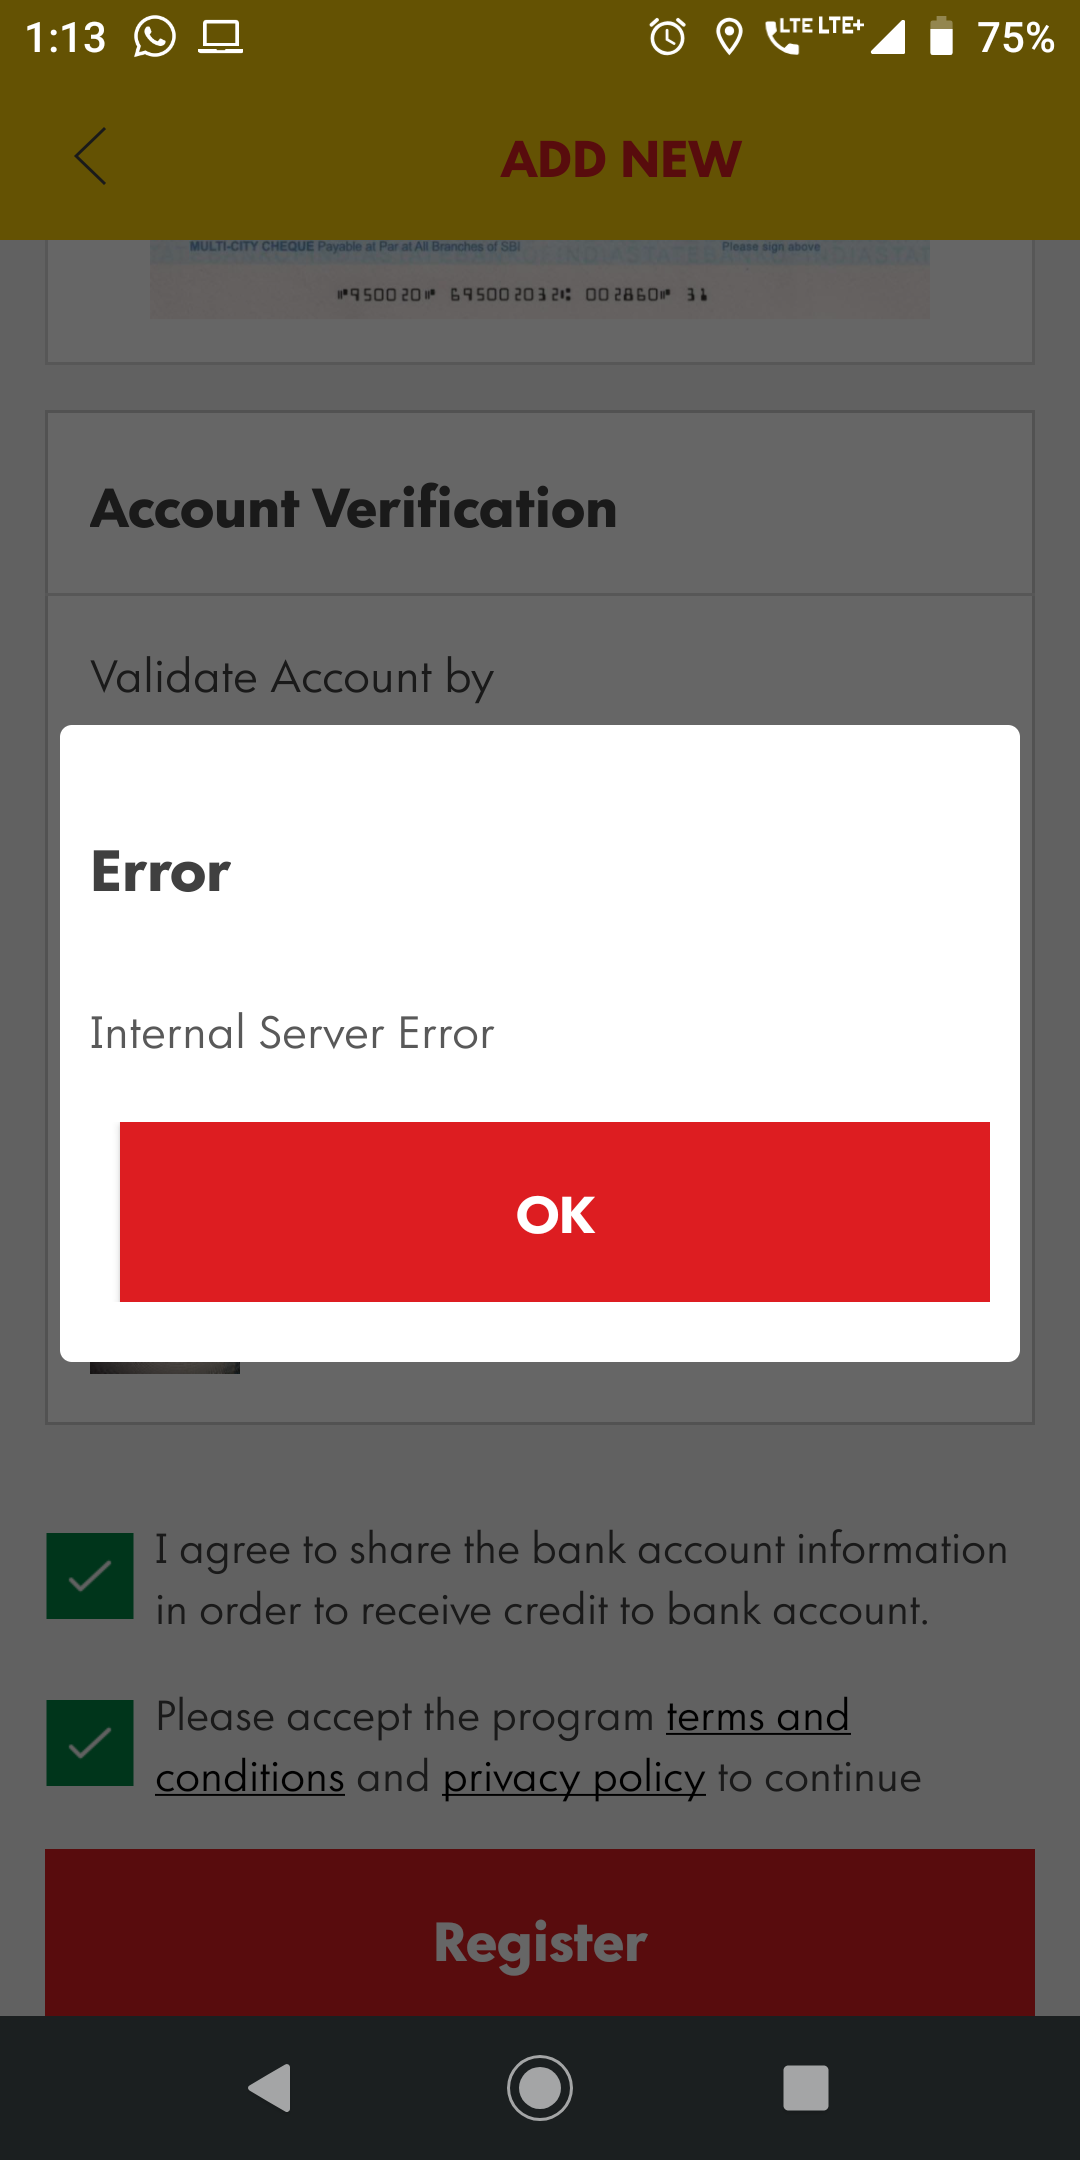 1:13
LTE LTE+
75%
ADD NEW
MULTI-CITY CHEQUE Payable at Par at All Branches of SBI
Please sign above
⑈950020⑈ 695002032⑆ 002860⑈ 31
Account Verification
Validate Account by
Error
Internal Server Error
OK
I agree to share the bank account information
in order to receive credit to bank account.
Please accept the program terms and
conditions and privacy policy to continue
Register